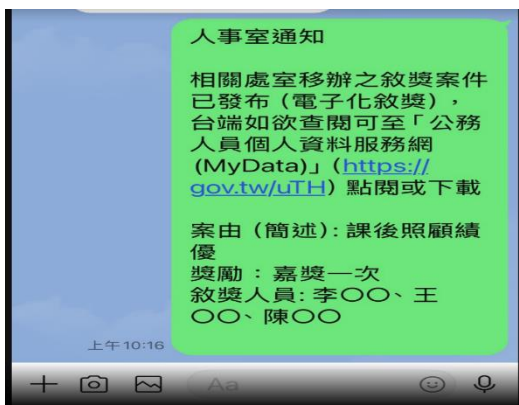 人事室通知
相關處室移辦之敘獎案件
已發布（電子化敘獎），
台端如欲查閱可至「公務
人員個人資料服務網
(MyData)」（https://
gov.tw/uTH）點閱或下載
案由（簡述）: 課後照顧績
優
獎勵：嘉獎一次
敘獎人員: 李〇〇、王
〇〇、陳〇〇
上午10:16
Aa